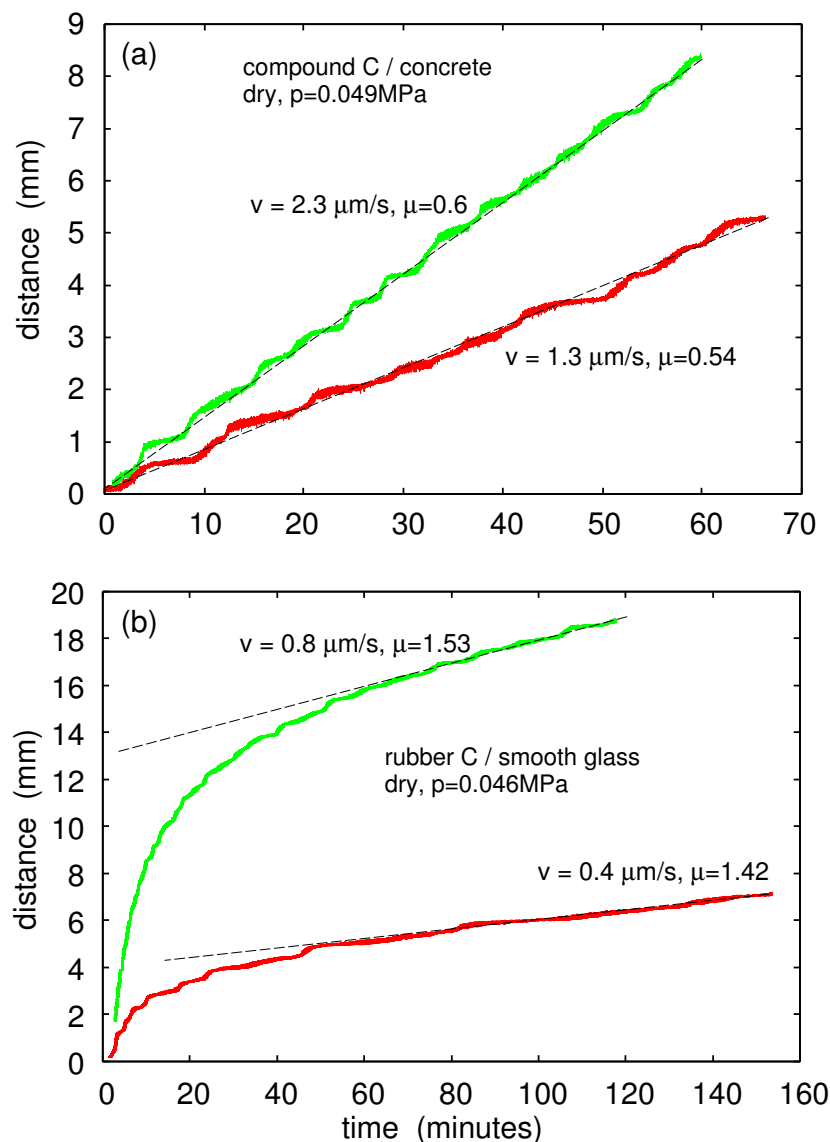 (a)
compound C / concrete
dry, p=0.049MPa
v = 2.3 μm/s, μ=0.6
v = 1.3 μm/s, μ=0.54
distance (mm)
9
8
7
6
5
4
3
2
1
0
0 10 20 30 40 50 60 70
(b)
v = 0.8 μm/s, μ=1.53
rubber C / smooth glass
dry, p=0.046MPa
v = 0.4 μm/s, μ=1.42
distance (mm)
20
18
16
14
12
10
8
6
4
2
0
0 20 40 60 80 100 120 140 160
time (minutes)